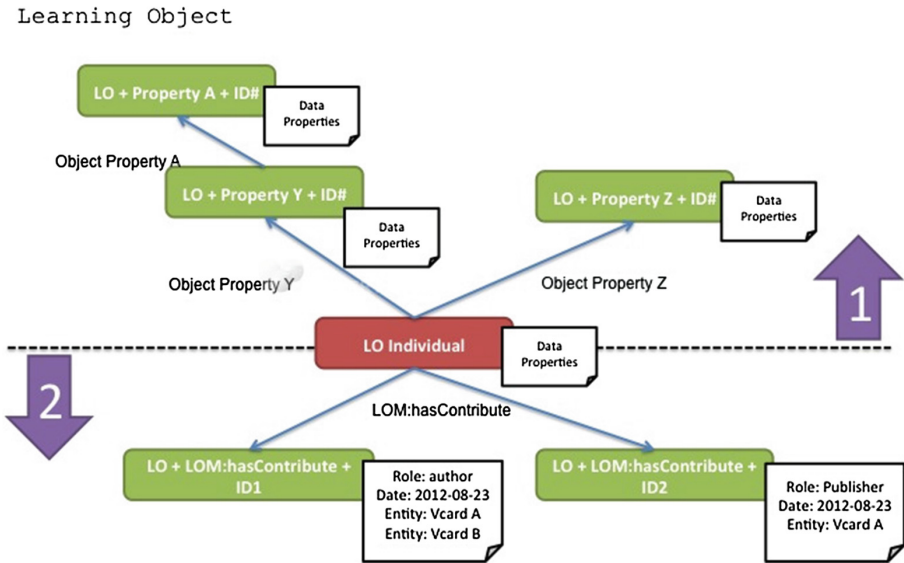 Learning Object
LO + Property A + ID#
Data
Properties
Object Property A
LO + Property Y + ID#
Data
Properties
LO + Property Z + ID#
Data
Properties
Object Property Y
Object Property Z
1
LO Individual
Data
Properties
2
LOM:hasContribute
LO + LOM:hasContribute +
ID1
Role: author
Date: 2012-08-23
Entity: Vcard A
Entity: Vcard B
LO + LOM:hasContribute +
ID2
Role: Publisher
Date: 2012-08-23
Entity: Vcard A